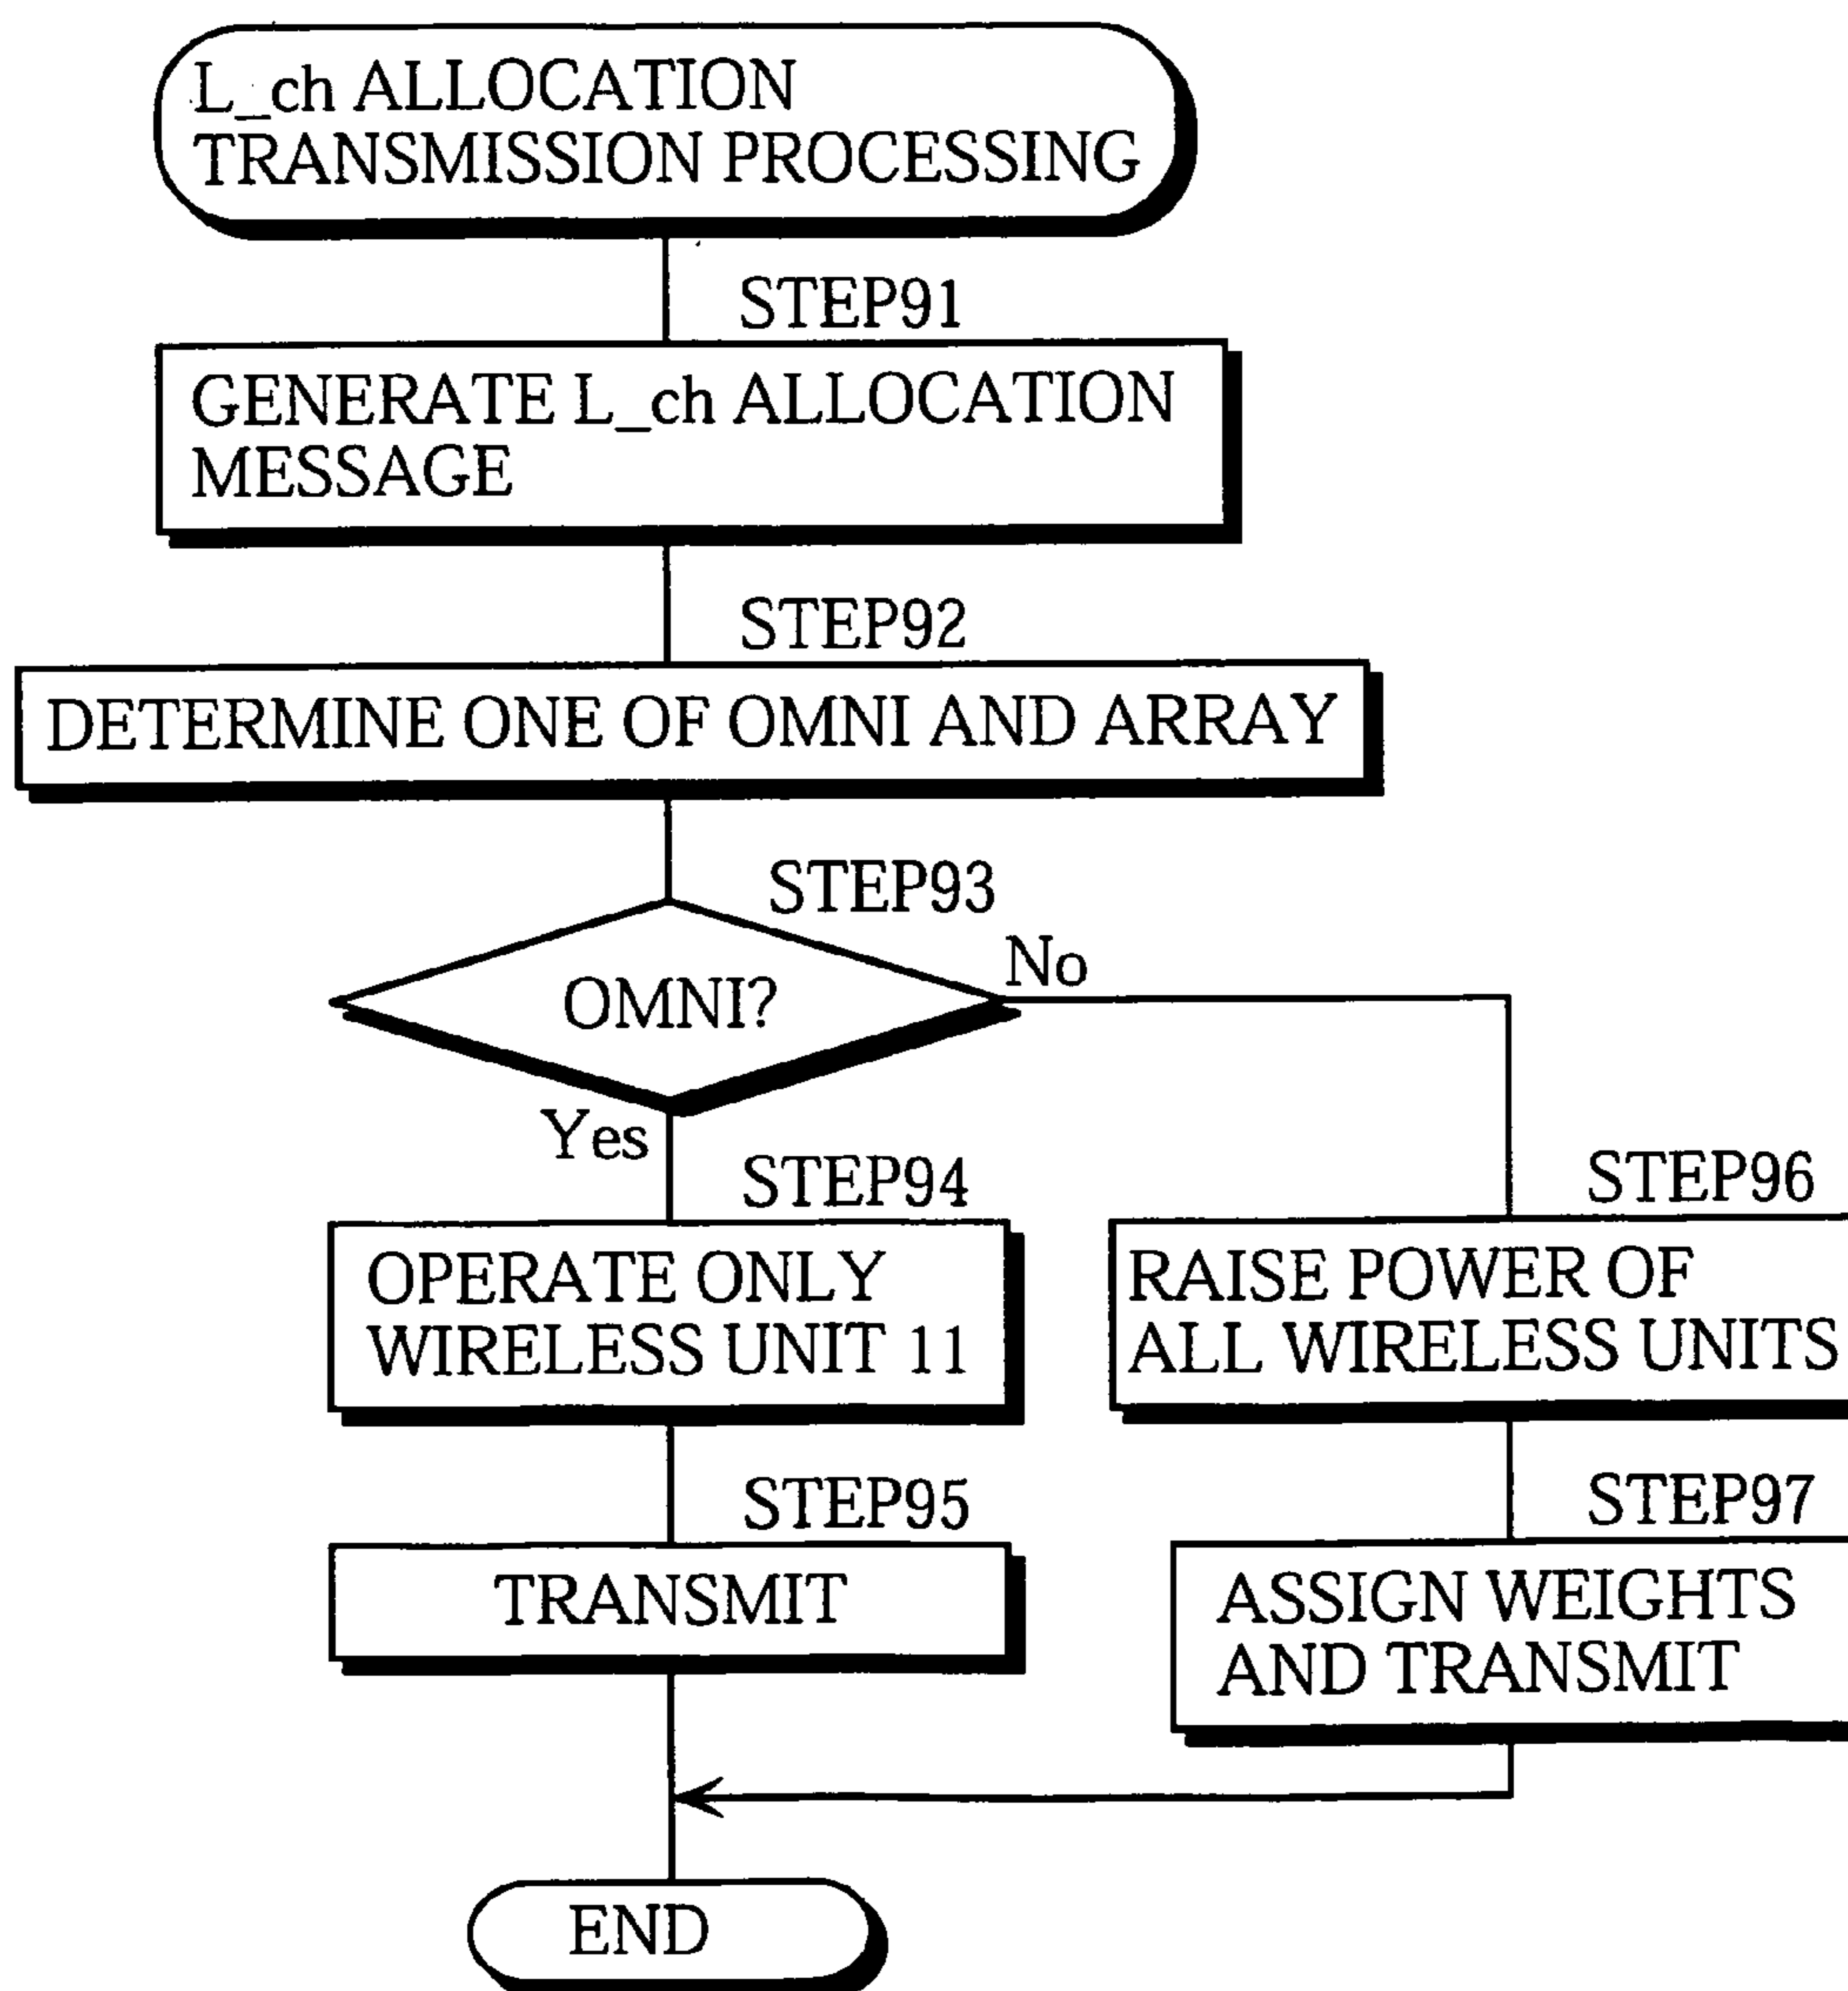 L_ch ALLOCATION
TRANSMISSION PROCESSING
STEP91
GENERATE L_ch ALLOCATION
MESSAGE
STEP92
DETERMINE ONE OF OMNI AND ARRAY
STEP93
OMNI?
No
Yes
STEP94
OPERATE ONLY
WIRELESS UNIT 11
STEP95
TRANSMIT
STEP96
RAISE POWER OF
ALL WIRELESS UNITS
STEP97
ASSIGN WEIGHTS
AND TRANSMIT
END